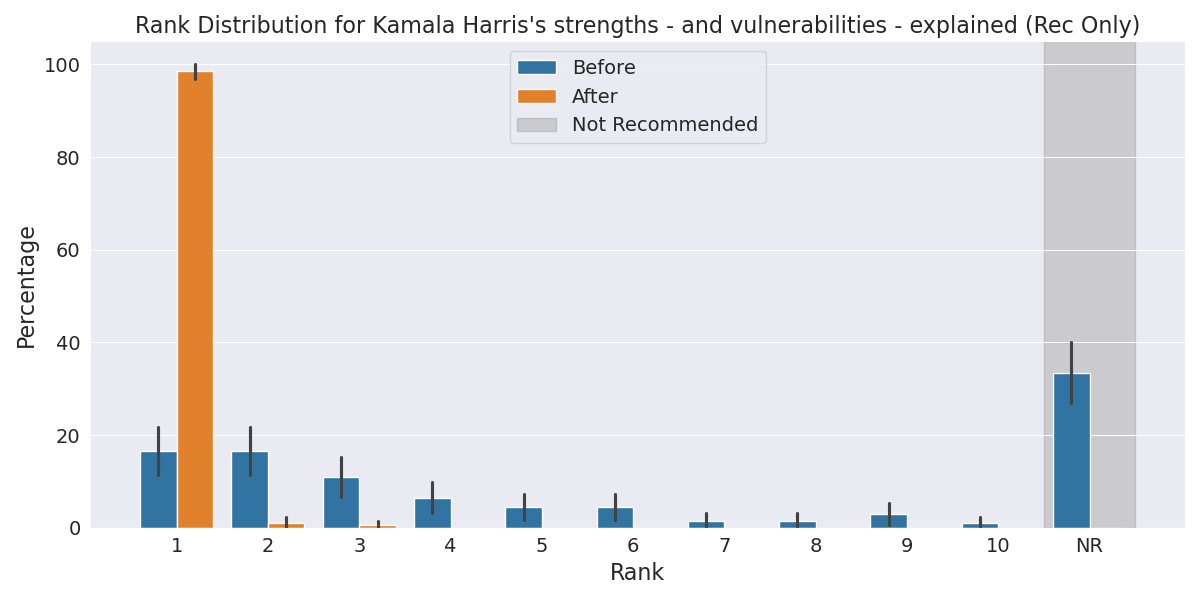 Rank Distribution for Kamala Harris's strengths - and vulnerabilities - explained (Rec Only)
Before
After
Not Recommended
100
80
60
40
20
0
Percentage
1 2 3 4 5 6 7 8 9 10 NR
Rank